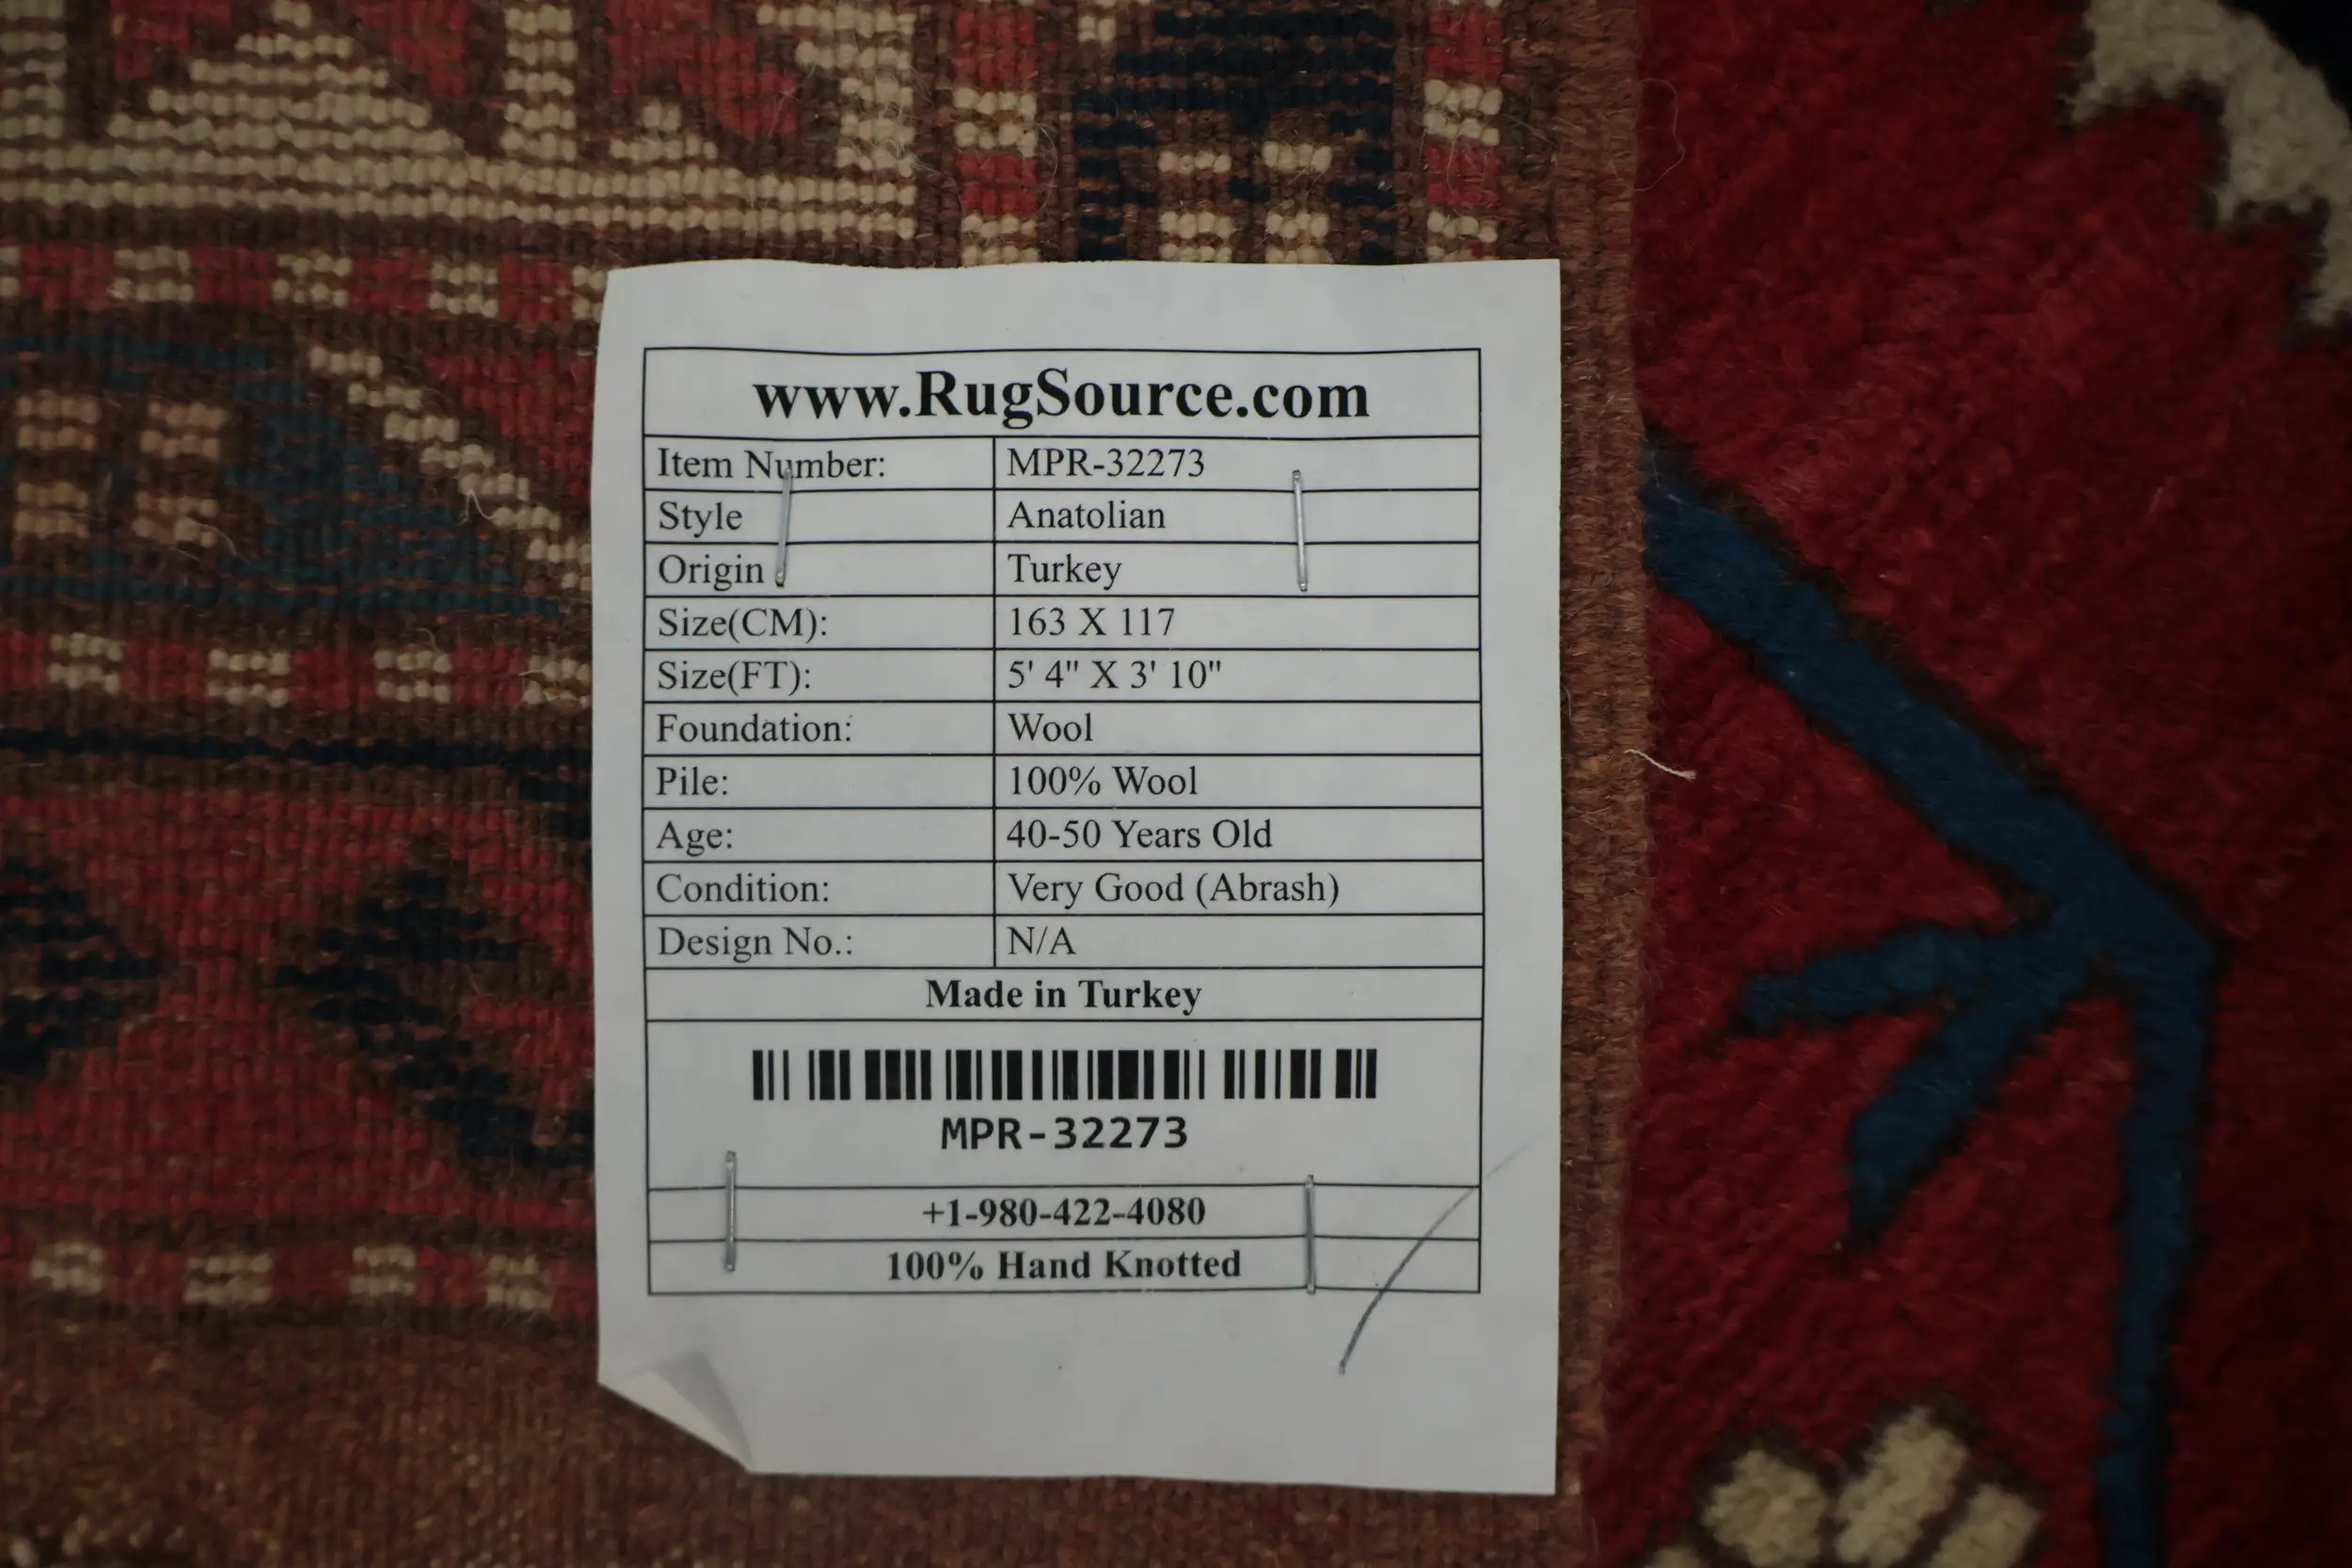 www.RugSource.com
Item Number: MPR-32273
Style Anatolian
Origin Turkey
Size(CM): 163 X 117
Size(FT): 5' 4" X 3' 10"
Foundation: Wool
Pile: 100% Wool
Age: 40-50 Years Old
Condition: Very Good (Abrash)
Design No.: N/A
Made in Turkey
MPR-32273
+1-980-422-4080
100% Hand Knotted